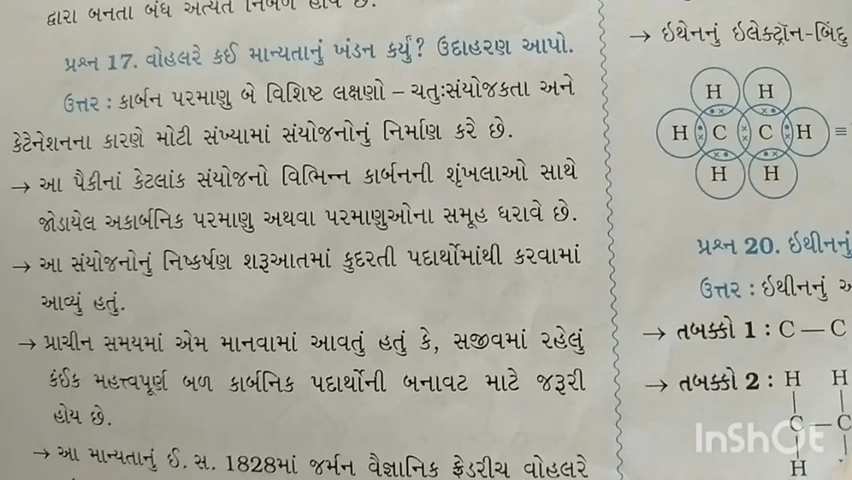 દ્વારા બનતા બંધ અત્યંત નિર્બળ હોય છે.
પ્રશ્ન 17. વોહલરે કઈ માન્યતાનું ખંડન કર્યું? ઉદાહરણ આપો.
ઉત્તર : કાર્બન પરમાણુ બે વિશિષ્ટ લક્ષણો – ચતુઃસંયોજકતા અને
કેટેનેશનના કારણે મોટી સંખ્યામાં સંયોજનોનું નિર્માણ કરે છે.
→ આ પૈકીનાં કેટલાંક સંયોજનો વિભિન્ન કાર્બનની શૃંખલાઓ સાથે
જોડાયેલ અકાર્બનિક પરમાણુ અથવા પરમાણુઓના સમૂહ ધરાવે છે.
→ આ સંયોજનોનું નિષ્કર્ષણ શરૂઆતમાં કુદરતી પદાર્થોમાંથી કરવામાં
આવ્યું હતું.
→ પ્રાચીન સમયમાં એમ માનવામાં આવતું હતું કે, સજીવમાં રહેલું
કંઈક મહત્ત્વપૂર્ણ બળ કાર્બનિક પદાર્થોની બનાવટ માટે જરૂરી
હોય છે.
→ આ માન્યતાનું ઈ. સ. 1828માં જર્મન વૈજ્ઞાનિક ફ્રેડરીચ વોહલરે
→ ઇથેનનું ઇલેક્ટ્રૉન-બિંદુ
H H
H C C H ≡
H H
પ્રશ્ન 20. ઇથીનનું
ઉત્તર : ઇથીનનું
→ તબક્કો 1 : C — C
→ તબક્કો 2 : H H
C — C
H
InShOt